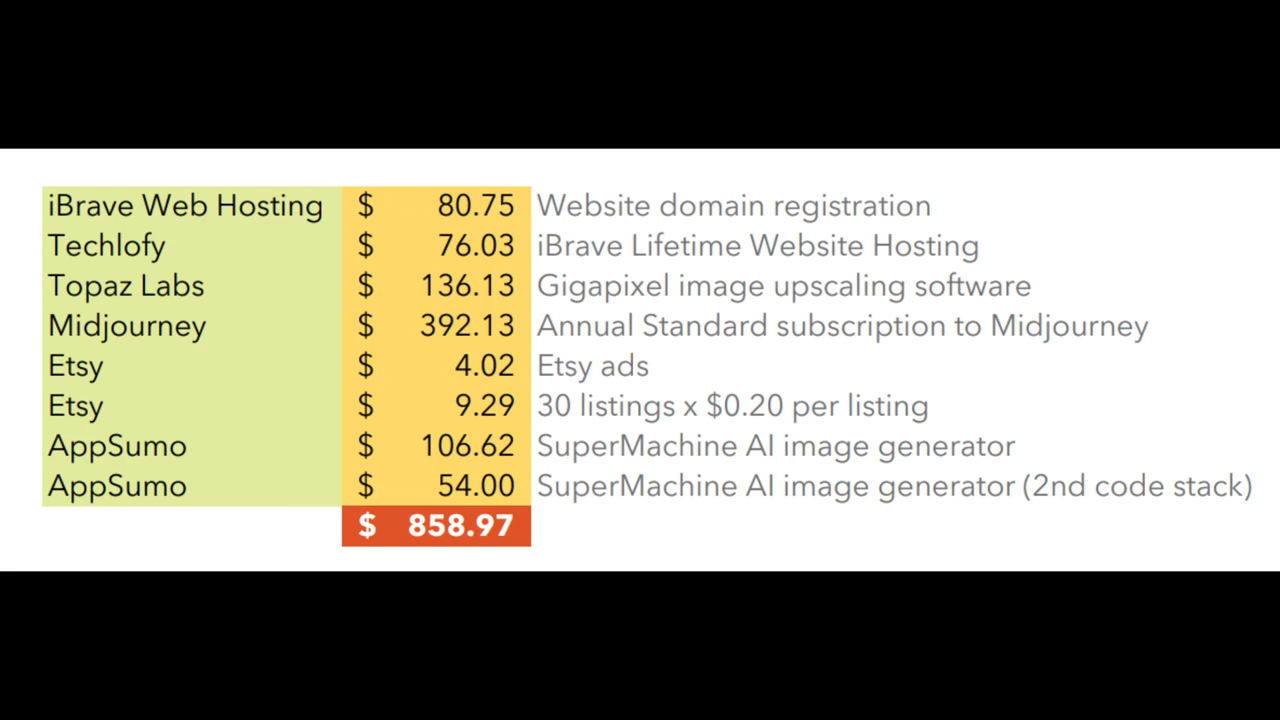 iBrave Web Hosting $ 80.75 Website domain registration
Techlofy $ 76.03 iBrave Lifetime Website Hosting
Topaz Labs $ 136.13 Gigapixel image upscaling software
Midjourney $ 392.13 Annual Standard subscription to Midjourney
Etsy $ 4.02 Etsy ads
Etsy $ 9.29 30 listings x $0.20 per listing
AppSumo $ 106.62 SuperMachine AI image generator
AppSumo $ 54.00 SuperMachine AI image generator (2nd code stack)
$ 858.97